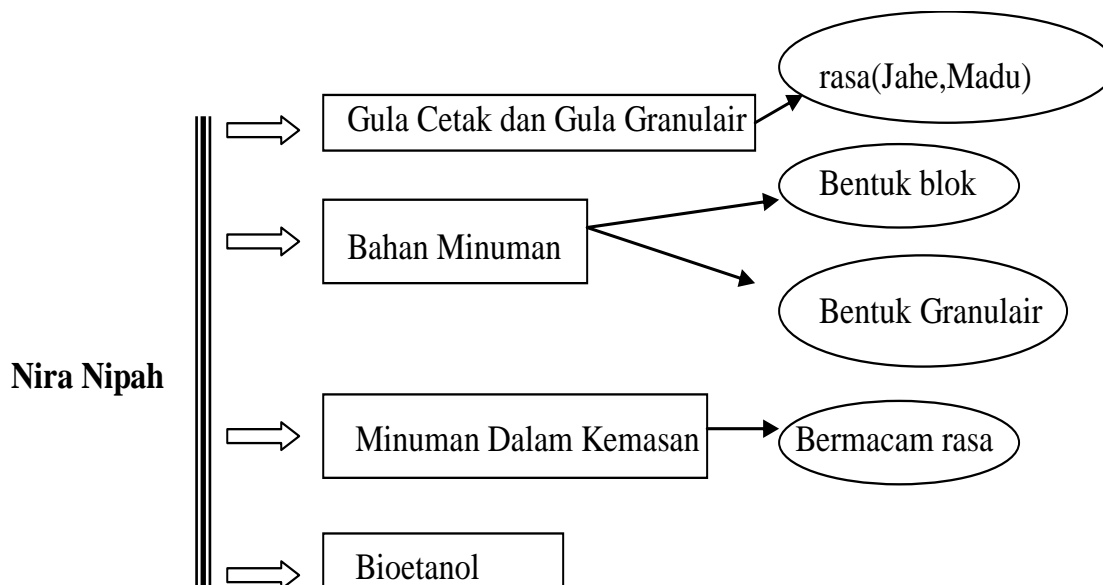 rasa(Jahe,Madu)
Gula Cetak dan Gula Granulair
Bentuk blok
Bahan Minuman
Bentuk Granulair
Nira Nipah
Minuman Dalam Kemasan
Bermacam rasa
Bioetanol